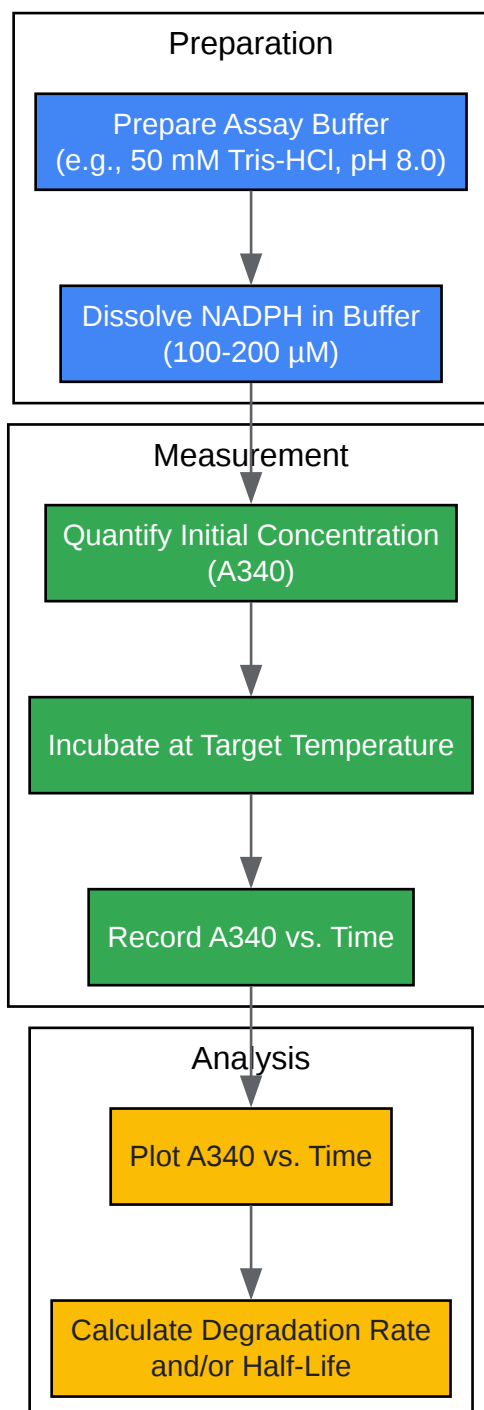 Preparation
Prepare Assay Buffer
(e.g., 50 mM Tris-HCl, pH 8.0)
Dissolve NADPH in Buffer
(100-200 µM)
Measurement
Quantify Initial Concentration
(A340)
Incubate at Target Temperature
Record A340 vs. Time
Analysis
Plot A340 vs. Time
Calculate Degradation Rate
and/or Half-Life